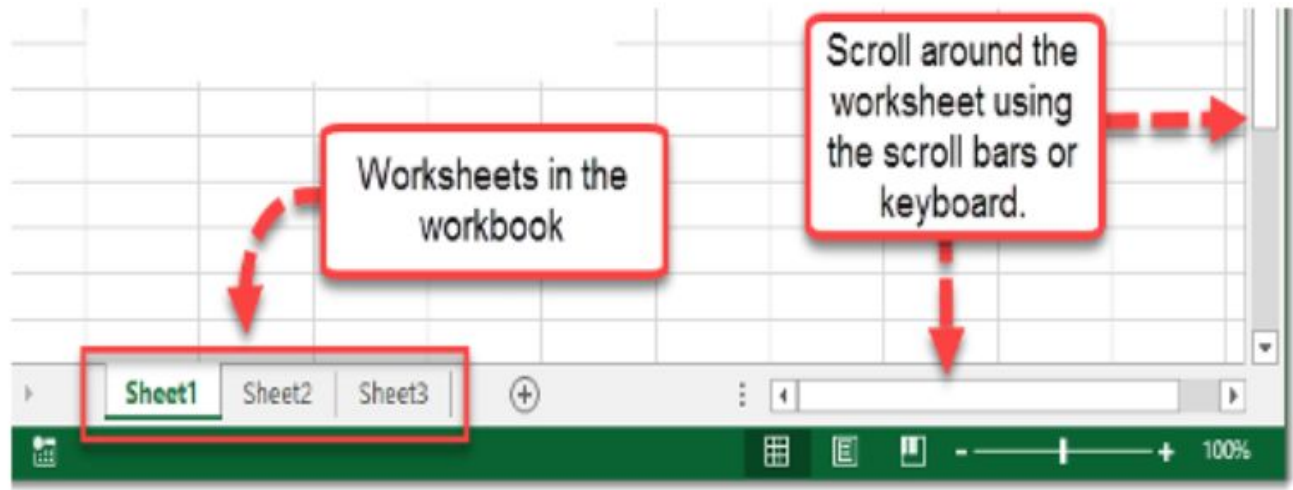 Scroll around the
worksheet using
the scroll bars or
keyboard.
Worksheets in the
workbook
Sheet1 Sheet2 Sheet3
100%